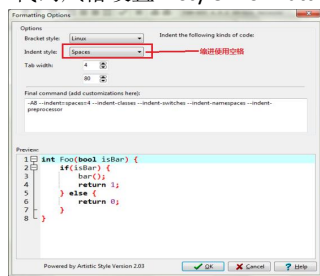 Formatting Options
Options
Bracket style: Linux
Indent the following kinds of code:
Indent style: Spaces
缩进使用空格
Tab width: 4
80
Final command (add customizations here):
-A8 --indent=spaces=4 --indent-classes --indent-switches --indent-namespaces --indent-
preprocessor
Preview:
1 int Foo(bool isBar) {
2 if(isBar) {
3 bar();
4 return 1;
5 } else {
6 return 0;
7 }
8 }
Powered by Artistic Style Version 2.03
OK
Cancel
? Help